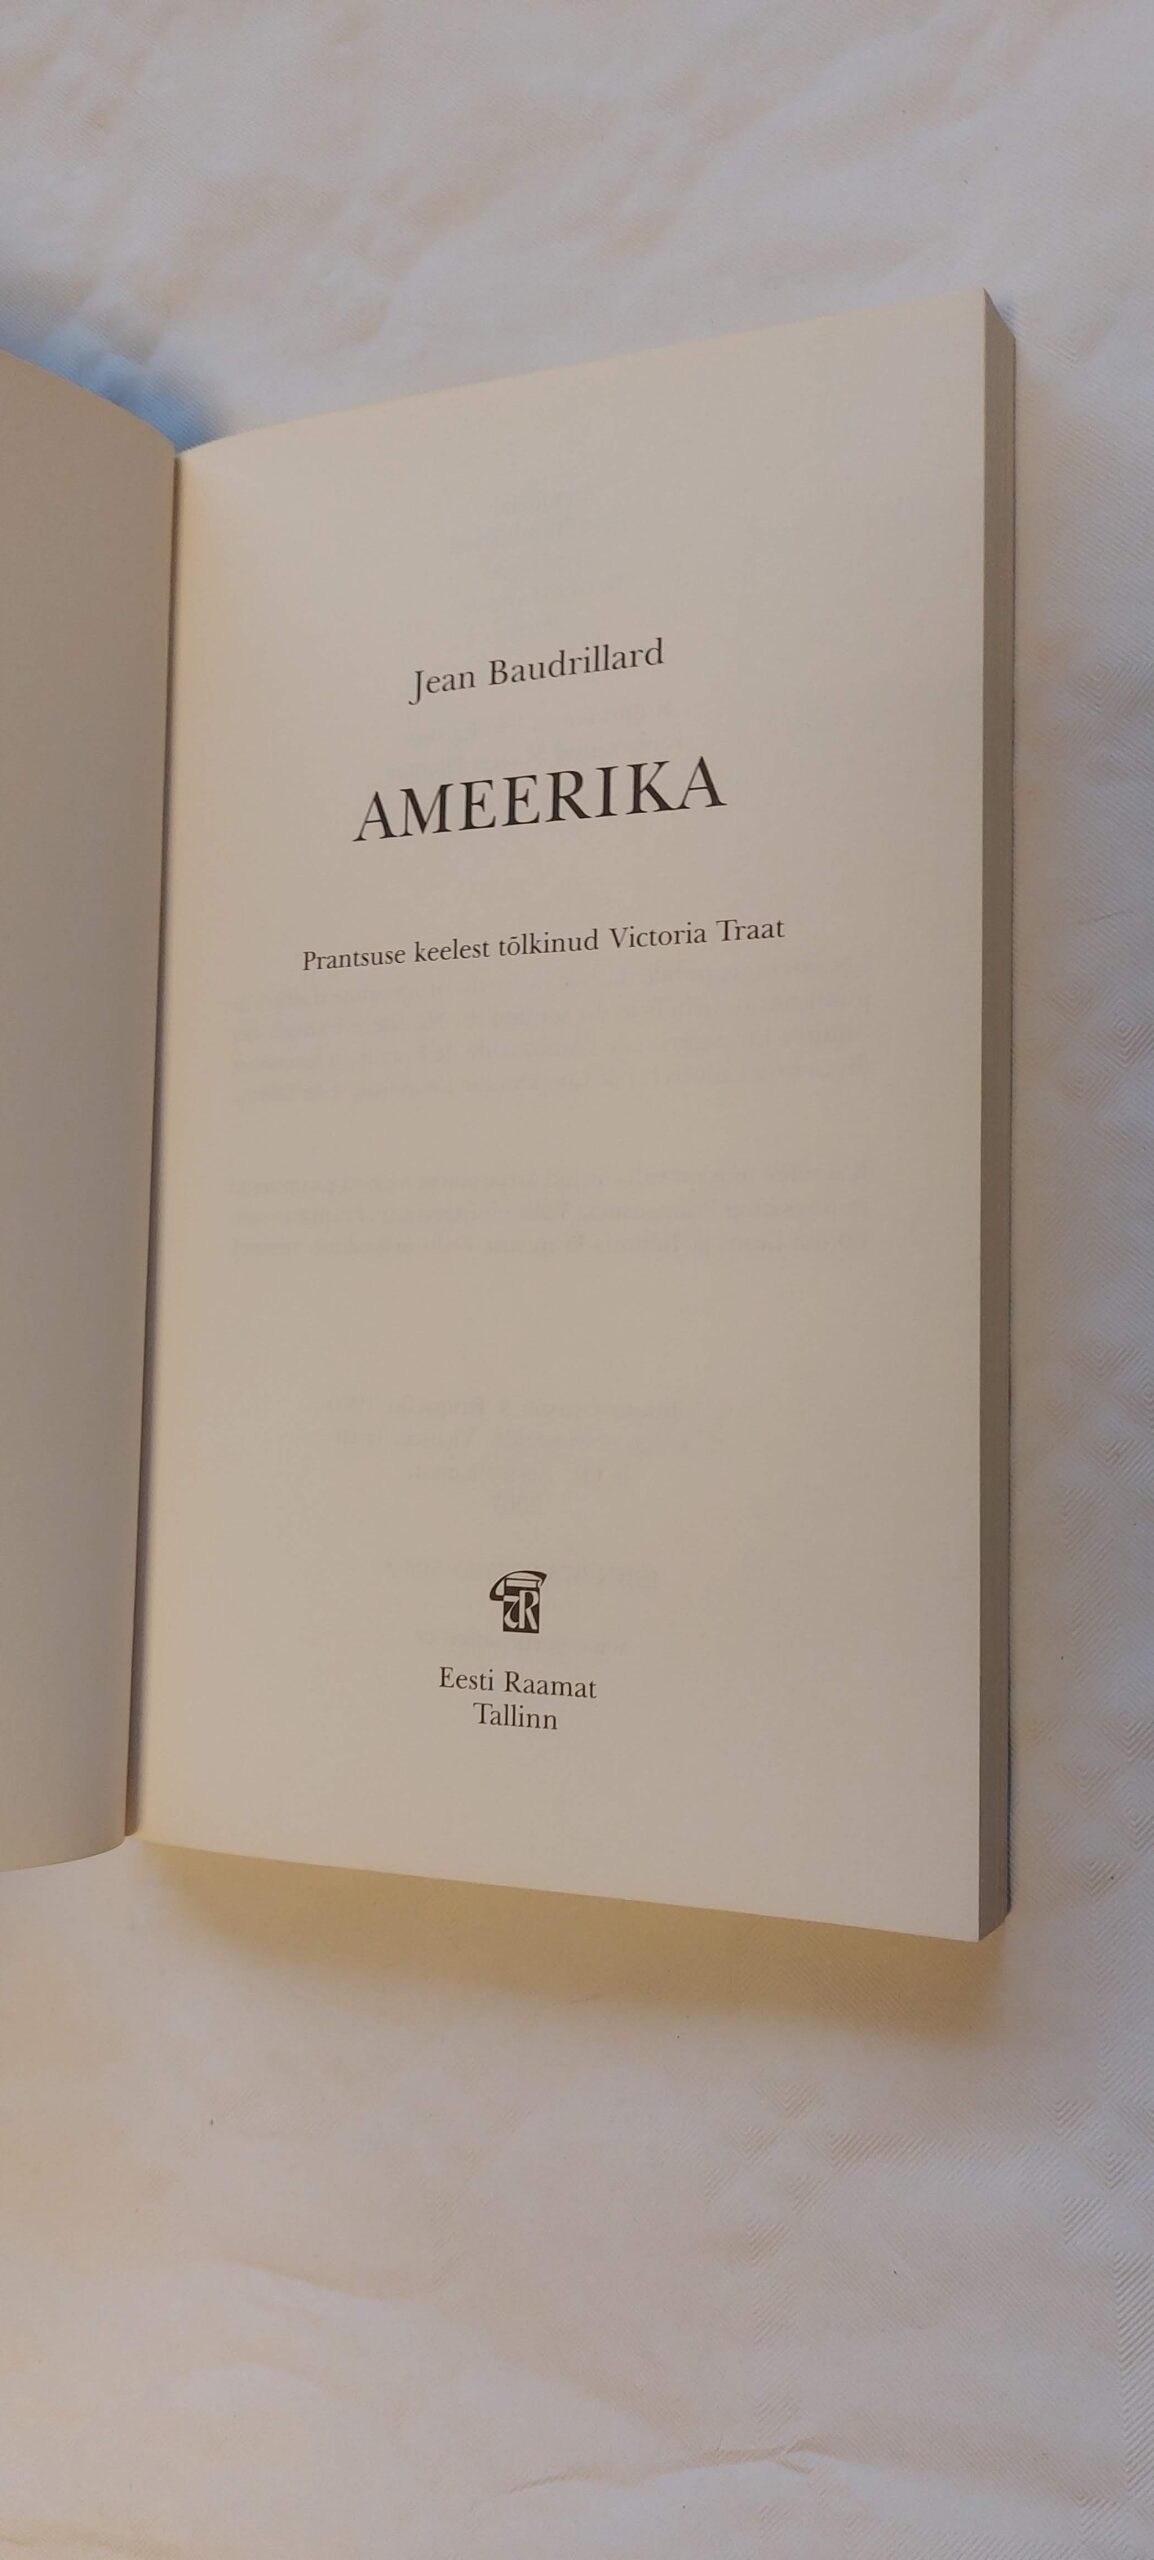 Jean Baudrillard
AMEERIKA
Prantsuse keelest tõlkinud Victoria Traat
Eesti Raamat
Tallinn